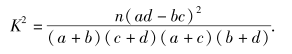 K² = n(ad − bc)² / (a + b)(c + d)(a + c)(b + d).